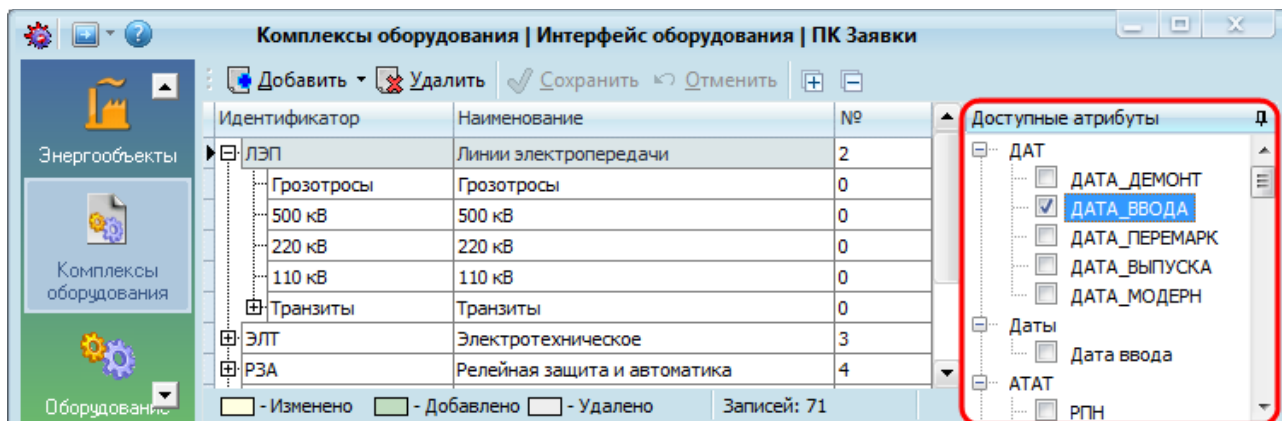 Комплексы оборудования | Интерфейс оборудования | ПК Заявки
Добавить Удалить Сохранить Отменить
Энергообъекты
Комплексы
оборудования
Оборудование
Идентификатор Наименование №
ЛЭП Линии электропередачи 2
Грозотросы Грозотросы 0
500 кВ 500 кВ 0
220 кВ 220 кВ 0
110 кВ 110 кВ 0
Транзиты Транзиты 0
ЭЛТ Электротехническое 3
РЗА Релейная защита и автоматика 4
- Изменено - Добавлено - Удалено Записей: 71
Доступные атрибуты
ДАТ
ДАТА_ДЕМОНТ
ДАТА_ВВОДА
ДАТА_ПЕРЕМАРК
ДАТА_ВЫПУСКА
ДАТА_МОДЕРН
Даты
Дата ввода
АТАТ
РПН